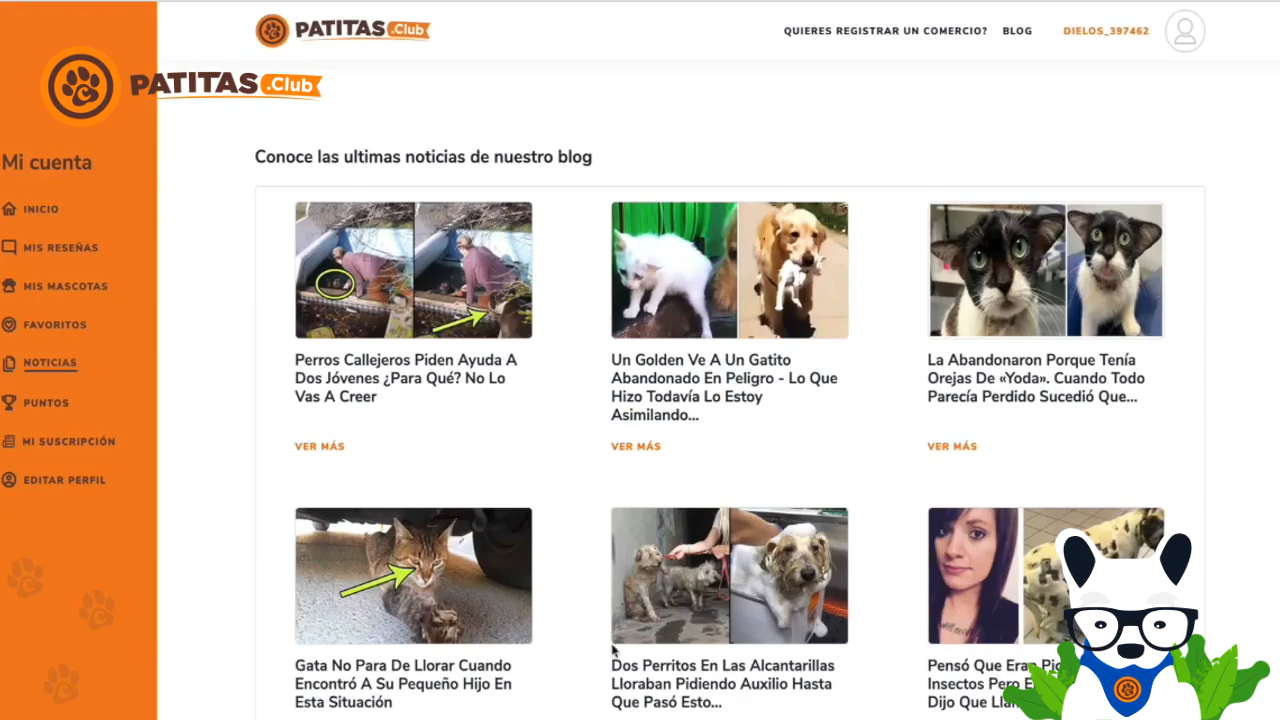 PATITAS .Club
QUIERES REGISTRAR UN COMERCIO?
BLOG
DIELOS_397462
PATITAS .Club
Mi cuenta
INICIO
MIS RESEÑAS
MIS MASCOTAS
FAVORITOS
NOTICIAS
PUNTOS
MI SUSCRIPCIÓN
EDITAR PERFIL
Conoce las ultimas noticias de nuestro blog
Perros Callejeros Piden Ayuda A
Dos Jóvenes ¿Para Qué? No Lo
Vas A Creer
VER MÁS
Un Golden Ve A Un Gatito
Abandonado En Peligro - Lo Que
Hizo Todavía Lo Estoy
Asimilando...
VER MÁS
La Abandonaron Porque Tenía
Orejas De «Yoda». Cuando Todo
Parecía Perdido Sucedió Que...
VER MÁS
Gata No Para De Llorar Cuando
Encontró A Su Pequeño Hijo En
Esta Situación
Dos Perritos En Las Alcantarillas
Lloraban Pidiendo Auxilio Hasta
Que Pasó Esto...
Pensó Que Eran
Insectos Pero
Dijo Que